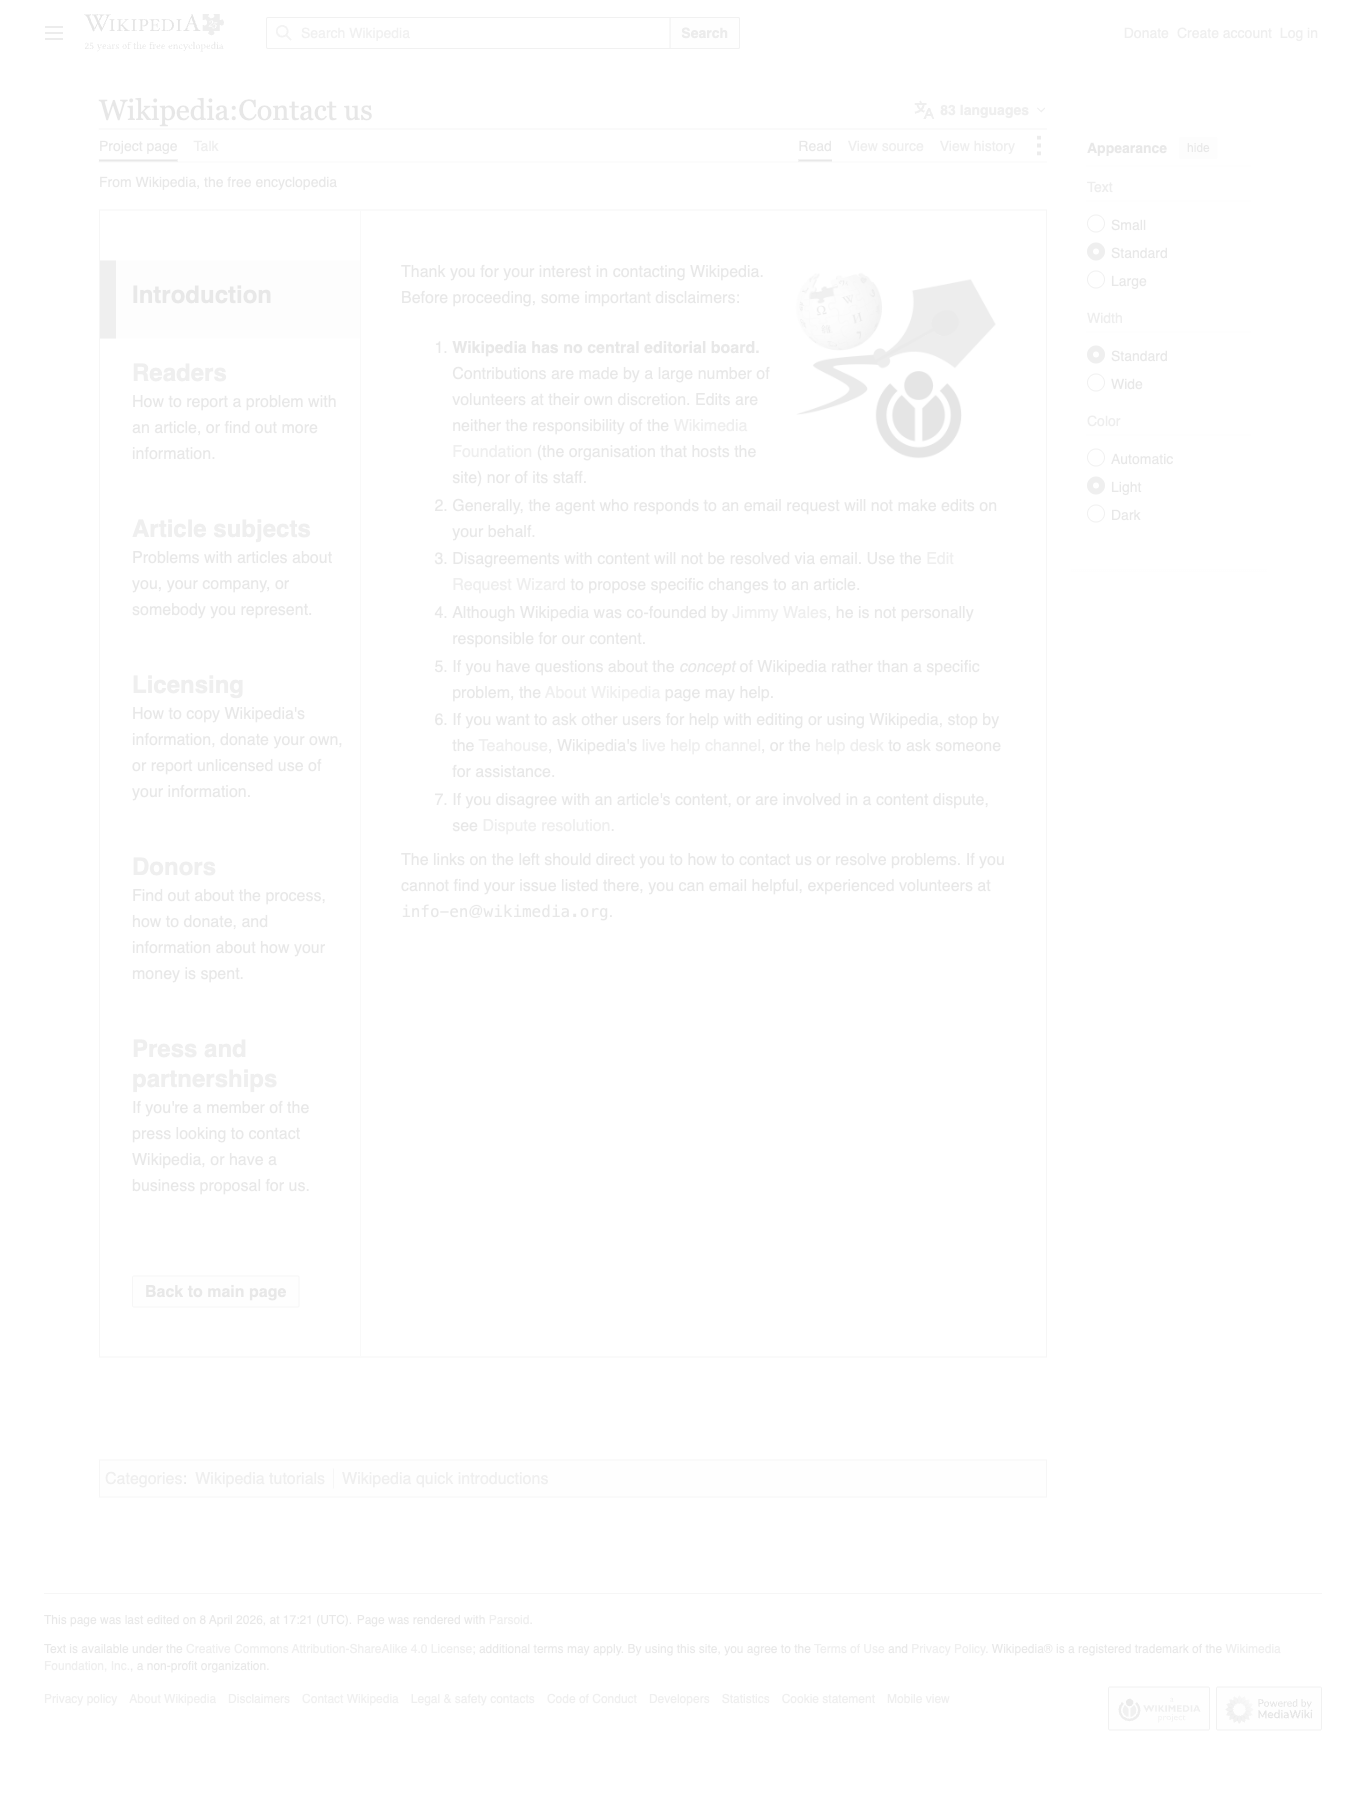 WIKIPEDIA
25 years of the free encyclopedia
Search Wikipedia
Search
Donate Create account Log in
Wikipedia:Contact us
83 languages
Project page Talk
Read View source View history
From Wikipedia, the free encyclopedia
Introduction
Readers
How to report a problem with
an article, or find out more
information.
Article subjects
Problems with articles about
you, your company, or
somebody you represent.
Licensing
How to copy Wikipedia's
information, donate your own,
or report unlicensed use of
your information.
Donors
Find out about the process,
how to donate, and
information about how your
money is spent.
Press and
partnerships
If you're a member of the
press looking to contact
Wikipedia, or have a
business proposal for us.
Back to main page
Thank you for your interest in contacting Wikipedia.
Before proceeding, some important disclaimers:
1. Wikipedia has no central editorial board.
Contributions are made by a large number of
volunteers at their own discretion. Edits are
neither the responsibility of the Wikimedia
Foundation (the organisation that hosts the
site) nor of its staff.
2. Generally, the agent who responds to an email request will not make edits on
your behalf.
3. Disagreements with content will not be resolved via email. Use the Edit
Request Wizard to propose specific changes to an article.
4. Although Wikipedia was co-founded by Jimmy Wales, he is not personally
responsible for our content.
5. If you have questions about the concept of Wikipedia rather than a specific
problem, the About Wikipedia page may help.
6. If you want to ask other users for help with editing or using Wikipedia, stop by
the Teahouse, Wikipedia's live help channel, or the help desk to ask someone
for assistance.
7. If you disagree with an article's content, or are involved in a content dispute,
see Dispute resolution.
The links on the left should direct you to how to contact us or resolve problems. If you
cannot find your issue listed there, you can email helpful, experienced volunteers at
info-en@wikimedia.org.
Appearance hide
Text
Small
Standard
Large
Width
Standard
Wide
Color
Automatic
Light
Dark
Categories: Wikipedia tutorials Wikipedia quick introductions
This page was last edited on 8 April 2026, at 17:21 (UTC). Page was rendered with Parsoid.
Text is available under the Creative Commons Attribution-ShareAlike 4.0 License; additional terms may apply. By using this site, you agree to the Terms of Use and Privacy Policy. Wikipedia® is a registered trademark of the Wikimedia
Foundation, Inc., a non-profit organization.
Privacy policy About Wikipedia Disclaimers Contact Wikipedia Legal & safety contacts Code of Conduct Developers Statistics Cookie statement Mobile view
a
WIKIMEDIA
project
Powered by
MediaWiki